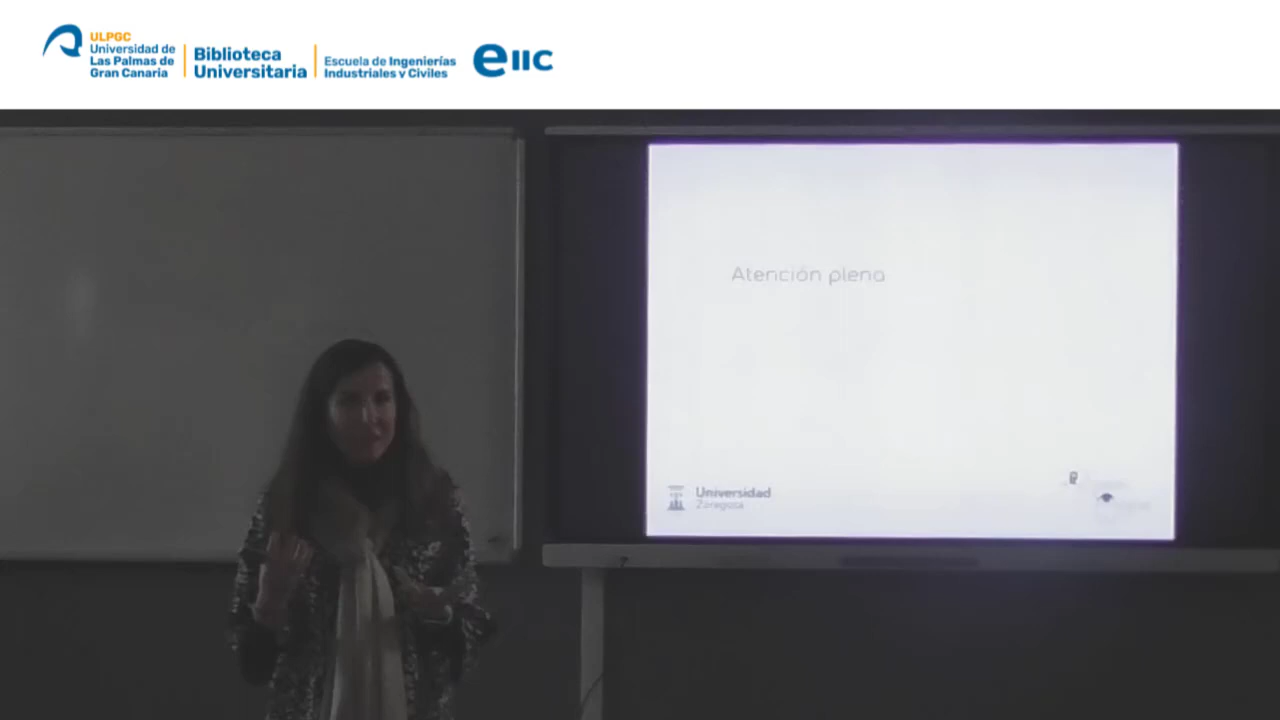 ULPGC
Universidad de
Las Palmas de
Gran Canaria
Biblioteca
Universitaria
Escuela de Ingenierías
Industriales y Civiles
eIIC
Atención plena
Universidad
Zaragoza